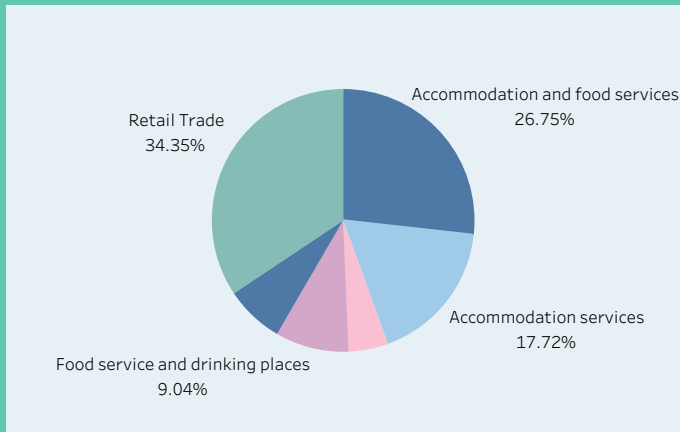 Accommodation and food services
26.75%
Retail Trade
34.35%
Accommodation services
17.72%
Food service and drinking places
9.04%